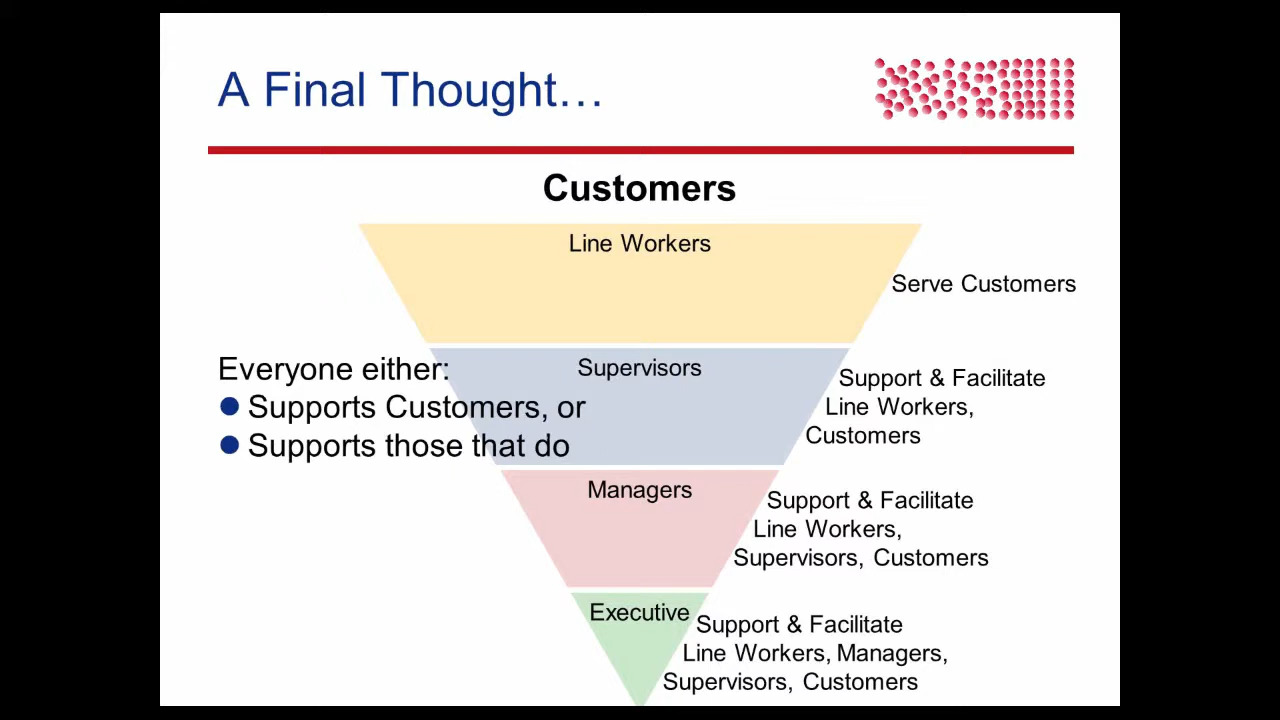 A Final Thought…
Customers
Line Workers
Serve Customers
Everyone either:
Supports Customers, or
Supports those that do
Supervisors
Support & Facilitate
Line Workers,
Customers
Managers
Support & Facilitate
Line Workers,
Supervisors, Customers
Executive
Support & Facilitate
Line Workers, Managers,
Supervisors, Customers